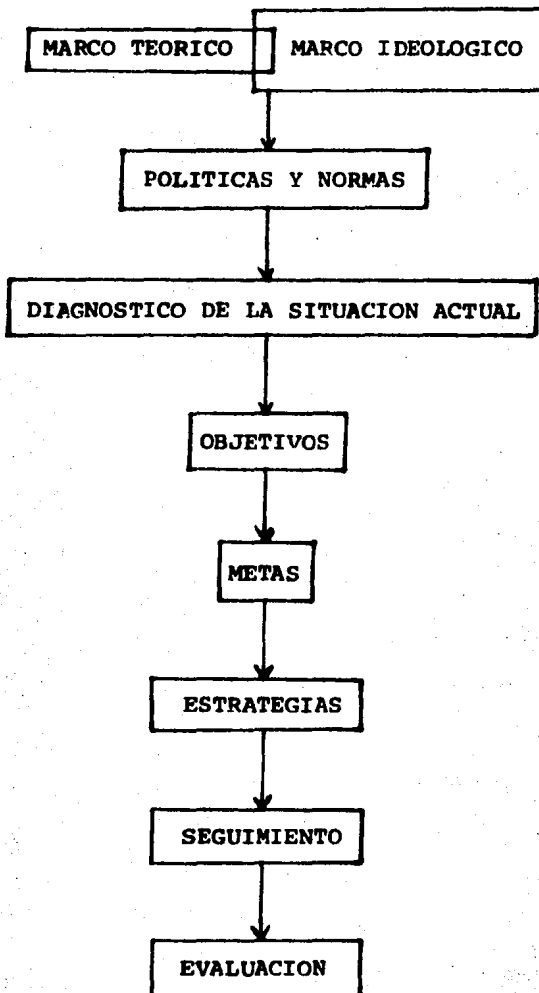 MARCO TEORICO
MARCO IDEOLOGICO
POLITICAS Y NORMAS
DIAGNOSTICO DE LA SITUACION ACTUAL
OBJETIVOS
METAS
ESTRATEGIAS
SEGUIMIENTO
EVALUACION